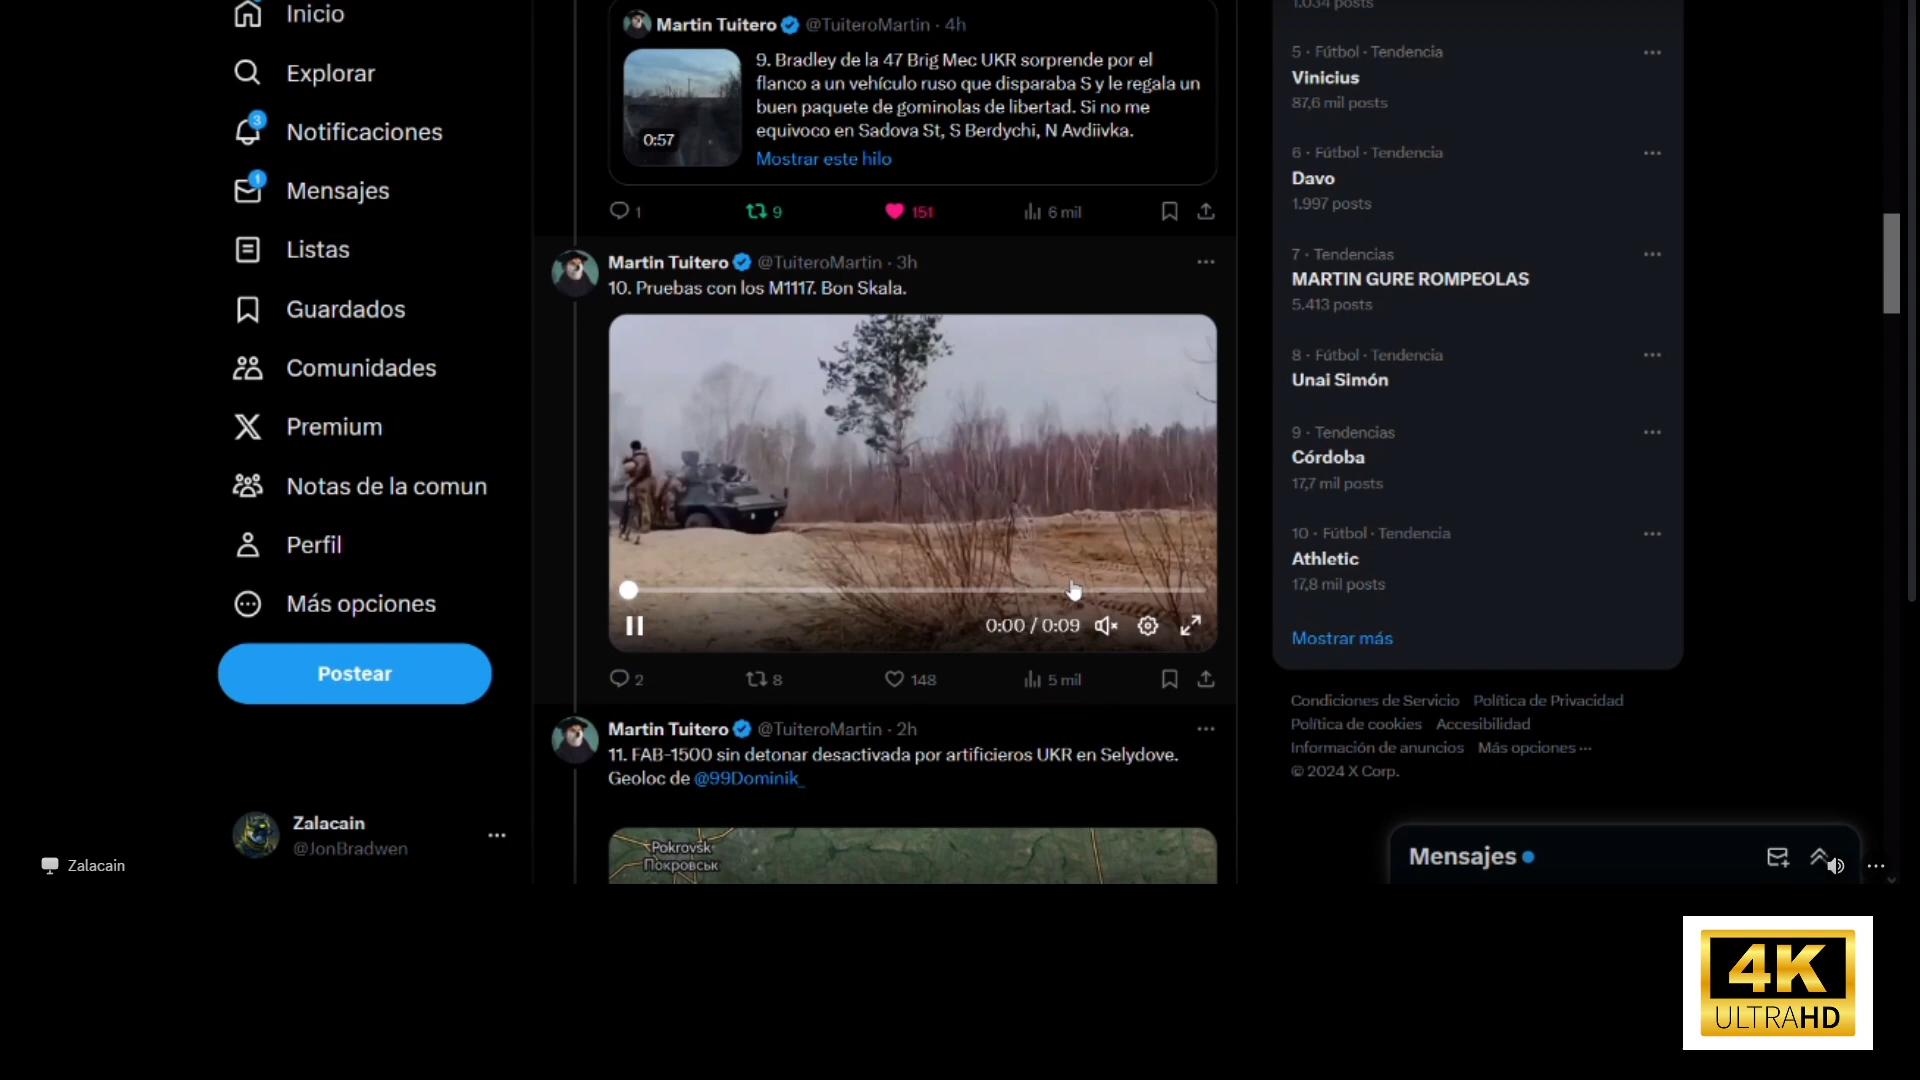 Inicio
Explorar
3
Notificaciones
1
Mensajes
Listas
Guardados
Comunidades
Premium
Notas de la comun
Perfil
Más opciones
Postear
Zalacain
@JonBradwen
Zalacain
Martin Tuitero @TuiteroMartin · 4h
9. Bradley de la 47 Brig Mec UKR sorprende por el
flanco a un vehículo ruso que disparaba S y le regala un
buen paquete de gominolas de libertad. Si no me
equivoco en Sadova St, S Berdychi, N Avdiivka.
0:57
Mostrar este hilo
1 9 151 6 mil
Martin Tuitero @TuiteroMartin · 3h
10. Pruebas con los M1117. Bon Skala.
0:00 / 0:09
2 8 148 5 mil
Martin Tuitero @TuiteroMartin · 2h
11. FAB-1500 sin detonar desactivada por artificieros UKR en Selydove.
Geoloc de @99Dominik_
Pokrovsk
Покровськ
1.034 posts
5 · Fútbol · Tendencia
Vinicius
87,6 mil posts
6 · Fútbol · Tendencia
Davo
1.997 posts
7 · Tendencias
MARTIN GURE ROMPEOLAS
5.413 posts
8 · Fútbol · Tendencia
Unai Simón
9 · Tendencias
Córdoba
17,7 mil posts
10 · Fútbol · Tendencia
Athletic
17,8 mil posts
Mostrar más
Condiciones de Servicio Política de Privacidad
Política de cookies Accesibilidad
Información de anuncios Más opciones ···
© 2024 X Corp.
Mensajes
4K
ULTRAHD